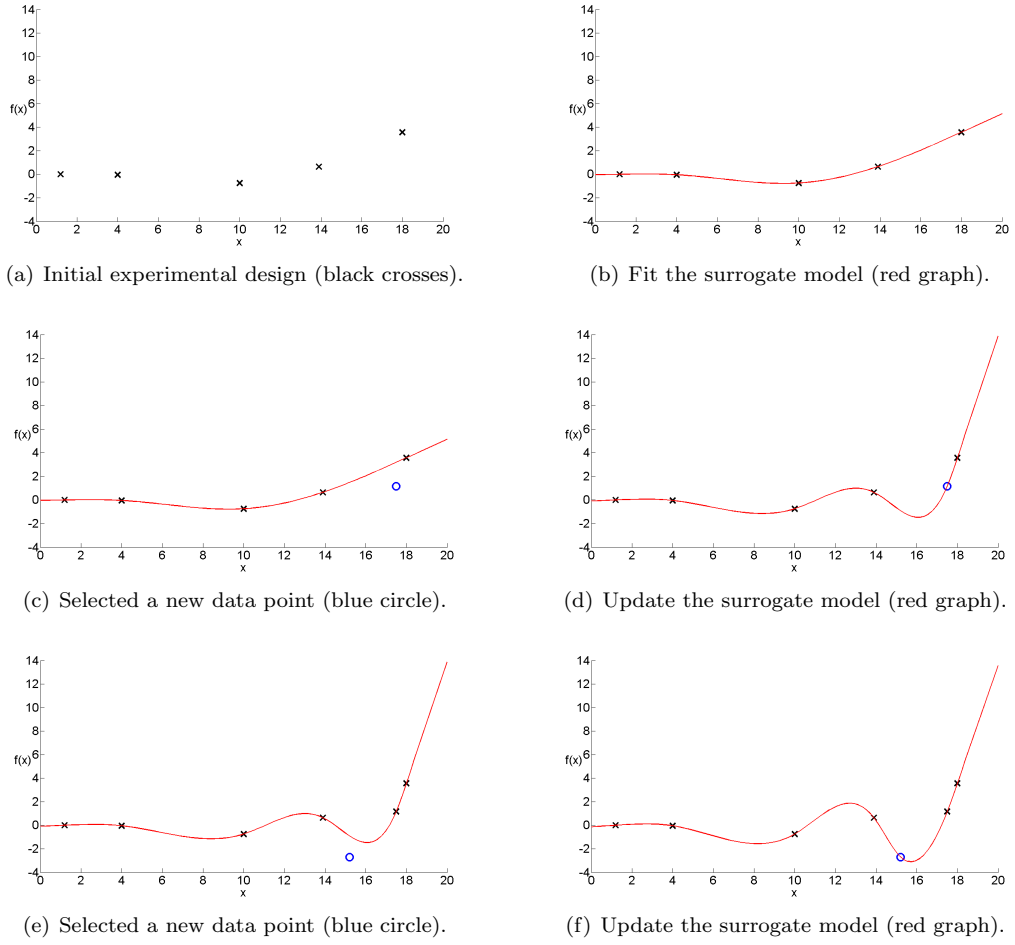 14
12
10
8
f(x) 6
4
2
0
-2
-4
0 2 4 6 8 10 12 14 16 18 20
x
(a) Initial experimental design (black crosses).
14
12
10
8
f(x) 6
4
2
0
-2
-4
0 2 4 6 8 10 12 14 16 18 20
x
(b) Fit the surrogate model (red graph).
14
12
10
8
f(x) 6
4
2
0
-2
-4
0 2 4 6 8 10 12 14 16 18 20
x
(c) Selected a new data point (blue circle).
14
12
10
8
f(x) 6
4
2
0
-2
-4
0 2 4 6 8 10 12 14 16 18 20
x
(d) Update the surrogate model (red graph).
14
12
10
8
f(x) 6
4
2
0
-2
-4
0 2 4 6 8 10 12 14 16 18 20
x
(e) Selected a new data point (blue circle).
14
12
10
8
f(x) 6
4
2
0
-2
-4
0 2 4 6 8 10 12 14 16 18 20
x
(f) Update the surrogate model (red graph).